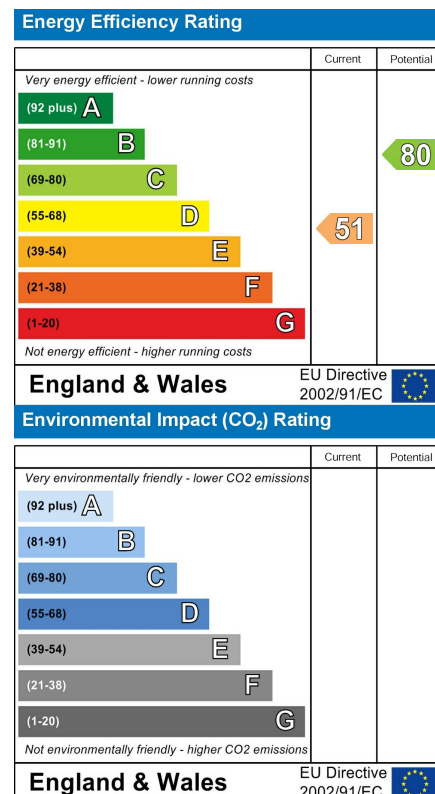 Energy Efficiency Rating
Current Potential
Very energy efficient - lower running costs
(92 plus) A
(81-91) B
80
(69-80) C
(55-68) D
51
(39-54) E
(21-38) F
(1-20) G
Not energy efficient - higher running costs
England & Wales
EU Directive
2002/91/EC
Environmental Impact (CO₂) Rating
Current Potential
Very environmentally friendly - lower CO2 emissions
(92 plus) A
(81-91) B
(69-80) C
(55-68) D
(39-54) E
(21-38) F
(1-20) G
Not environmentally friendly - higher CO2 emissions
England & Wales
EU Directive
2002/91/EC